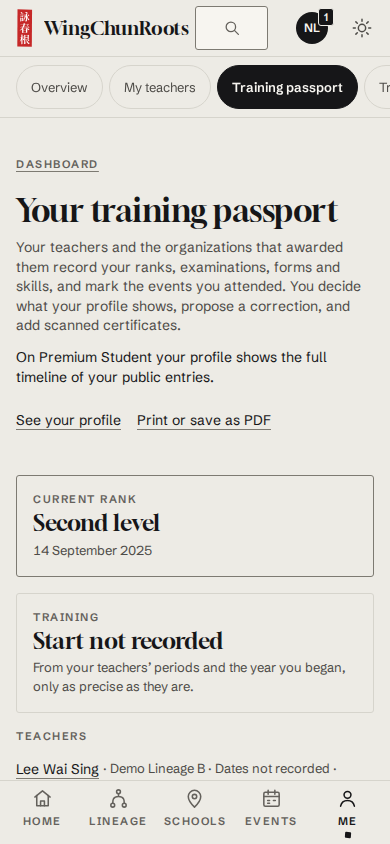 詠春根
WingChunRoots
NL
1
Overview
My teachers
Training passport
Tr
DASHBOARD
Your training passport
Your teachers and the organizations that awarded
them record your ranks, examinations, forms and
skills, and mark the events you attended. You decide
what your profile shows, propose a correction, and
add scanned certificates.
On Premium Student your profile shows the full
timeline of your public entries.
See your profile
Print or save as PDF
CURRENT RANK
Second level
14 September 2025
TRAINING
Start not recorded
From your teachers’ periods and the year you began,
only as precise as they are.
TEACHERS
Lee Wai Sing · Demo Lineage B · Dates not recorded ·
HOME
LINEAGE
SCHOOLS
EVENTS
ME